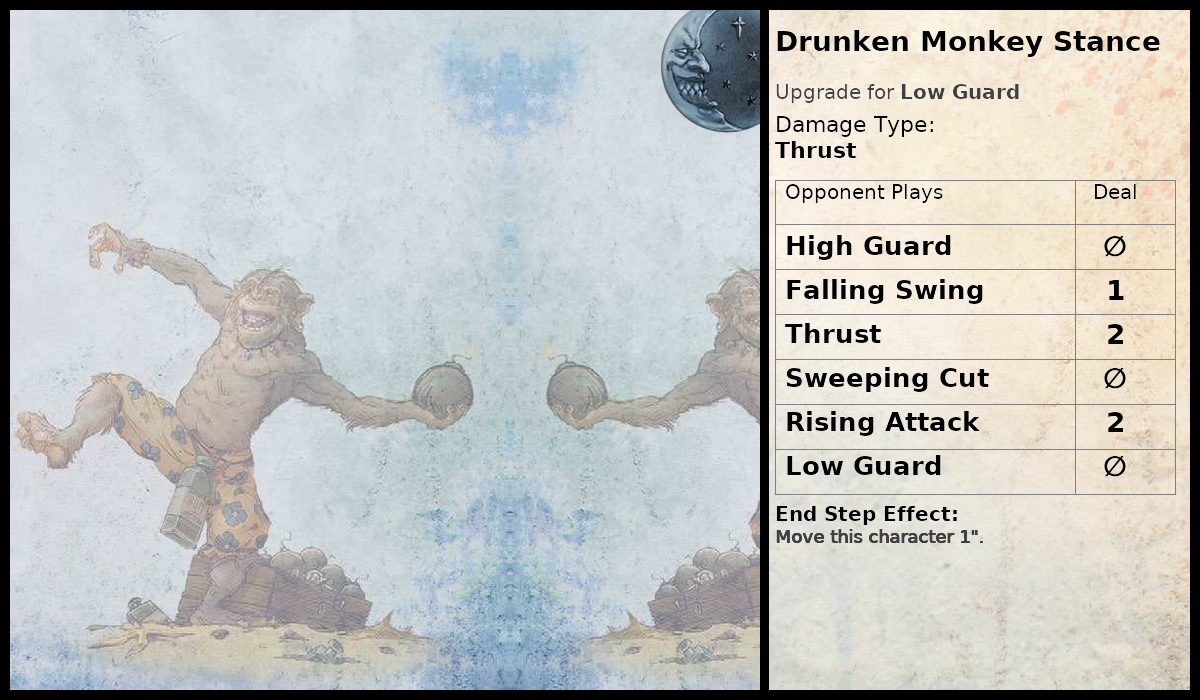 Drunken Monkey Stance
Upgrade for Low Guard
Damage Type:
Thrust
Opponent Plays Deal
High Guard ∅
Falling Swing 1
Thrust 2
Sweeping Cut ∅
Rising Attack 2
Low Guard ∅
End Step Effect:
Move this character 1".